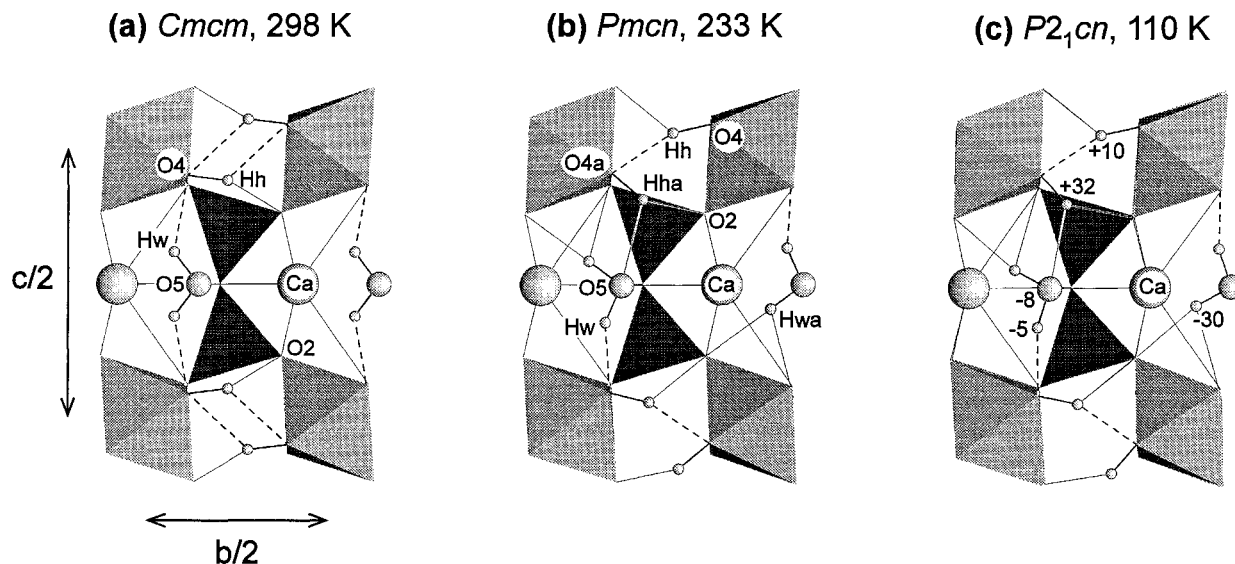 (a) Cmcm, 298 K
(b) Pmcn, 233 K
(c) P2₁cn, 110 K
O4
Hh
Hw
O5
Ca
O2
c/2
b/2
O4
O4a
Hh
Hha
O2
O5
Ca
Hw
Hwa
+10
+32
-8
Ca
-5
-30